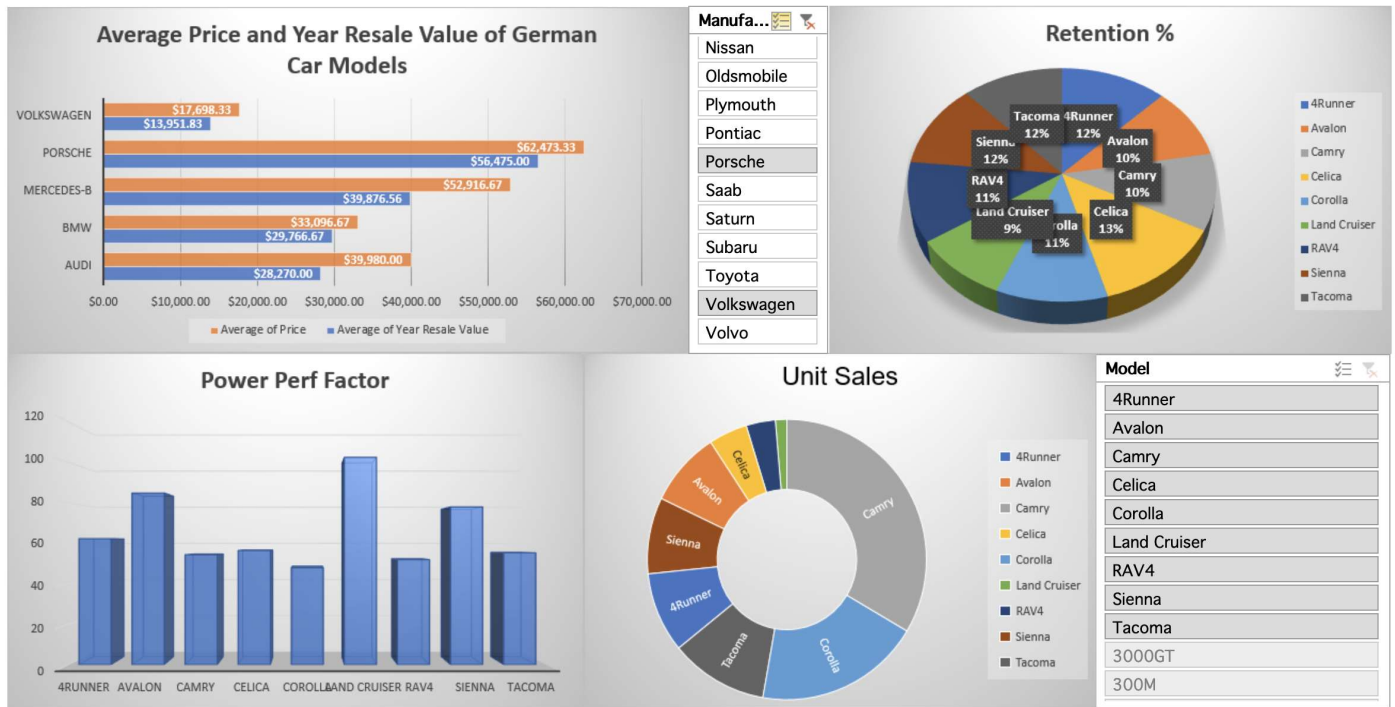 Average Price and Year Resale Value of German
Car Models
VOLKSWAGEN
$17,698.33
$13,951.83
PORSCHE
$62,473.33
$56,475.00
MERCEDES-B
$52,916.67
$39,876.56
BMW
$33,096.67
$29,766.67
AUDI
$39,980.00
$28,270.00
$0.00 $10,000.00 $20,000.00 $30,000.00 $40,000.00 $50,000.00 $60,000.00 $70,000.00
Average of Price Average of Year Resale Value
Manufa...
Nissan
Oldsmobile
Plymouth
Pontiac
Porsche
Saab
Saturn
Subaru
Toyota
Volkswagen
Volvo
Retention %
Tacoma
12%
4Runner
12%
Avalon
10%
Camry
10%
Celica
13%
rolla
11%
Land Cruiser
9%
RAV4
11%
Sienna
12%
4Runner
Avalon
Camry
Celica
Corolla
Land Cruiser
RAV4
Sienna
Tacoma
Power Perf Factor
120
100
80
60
40
20
0
4RUNNER AVALON CAMRY CELICA COROLLA LAND CRUISER RAV4 SIENNA TACOMA
Unit Sales
Camry
Corolla
Tacoma
4Runner
Sienna
Avalon
Celica
4Runner
Avalon
Camry
Celica
Corolla
Land Cruiser
RAV4
Sienna
Tacoma
Model
4Runner
Avalon
Camry
Celica
Corolla
Land Cruiser
RAV4
Sienna
Tacoma
3000GT
300M